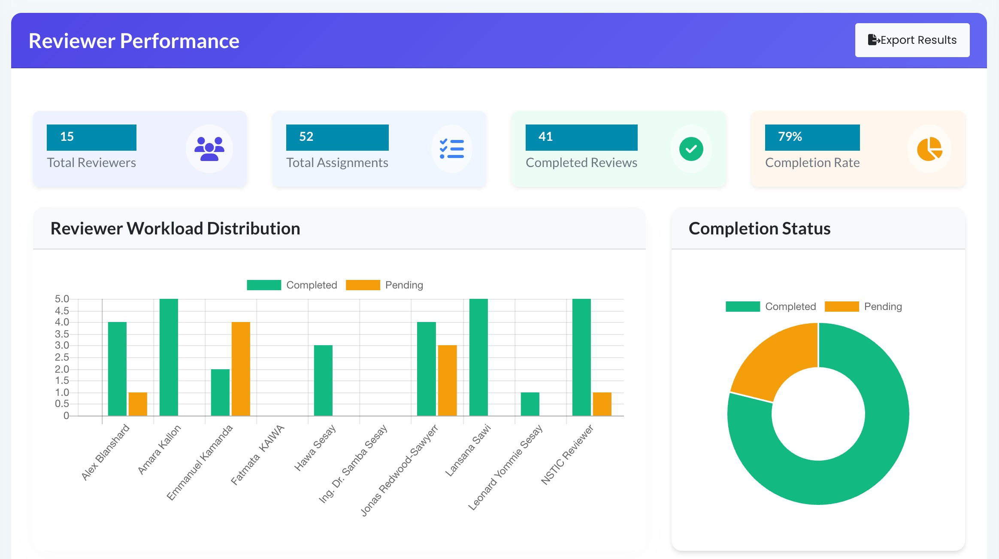 Reviewer Performance
Export Results
15
Total Reviewers
52
Total Assignments
41
Completed Reviews
79%
Completion Rate
Reviewer Workload Distribution
Completed
Pending
5.0
4.5
4.0
3.5
3.0
2.5
2.0
1.5
1.0
0.5
0
Alex Blanshard
Amara Kallon
Emmanuel Kamanda
Fatmata  KAIWA
Hawa Sesay
Ing. Dr. Samba Sesay
Jonas Redwood-Sawyerr
Lansana Sawi
Leonard Yommie Sesay
NSTIC Reviewer
Completion Status
Completed
Pending